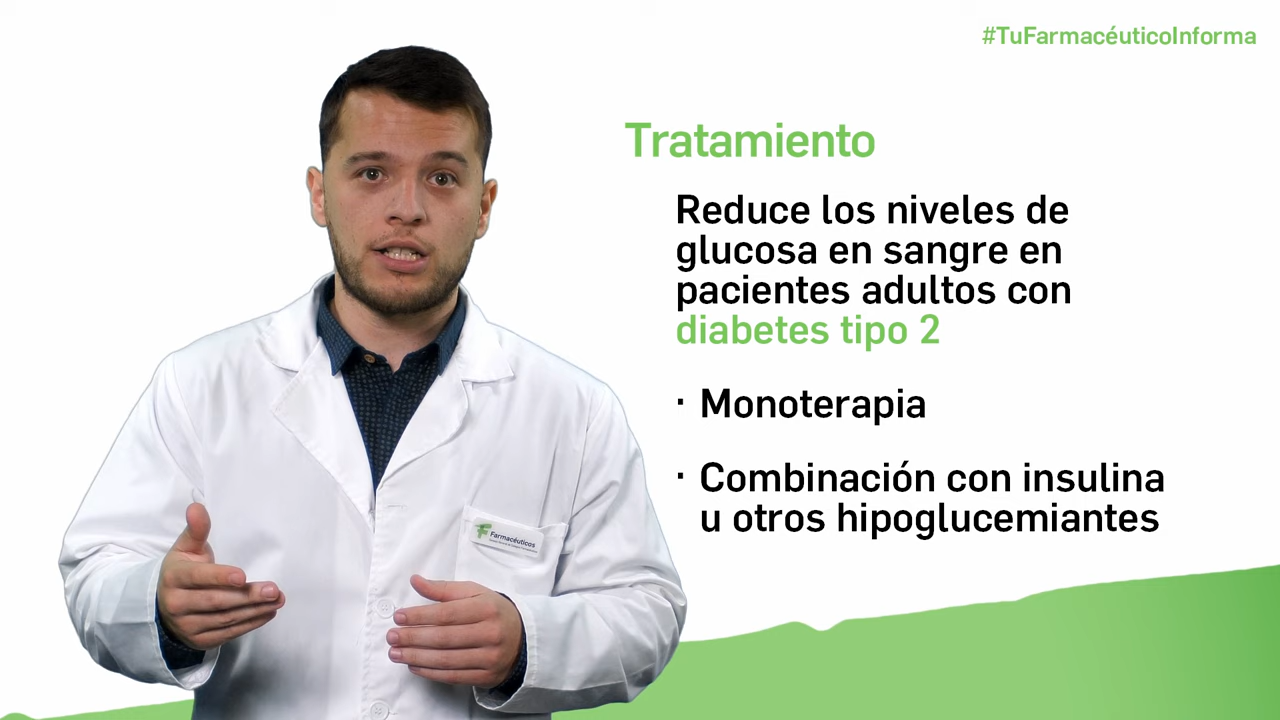 #TuFarmacéuticoInforma
Tratamiento
Reduce los niveles de
glucosa en sangre en
pacientes adultos con
diabetes tipo 2
· Monoterapia
· Combinación con insulina
u otros hipoglucemiantes
Farmacéuticos